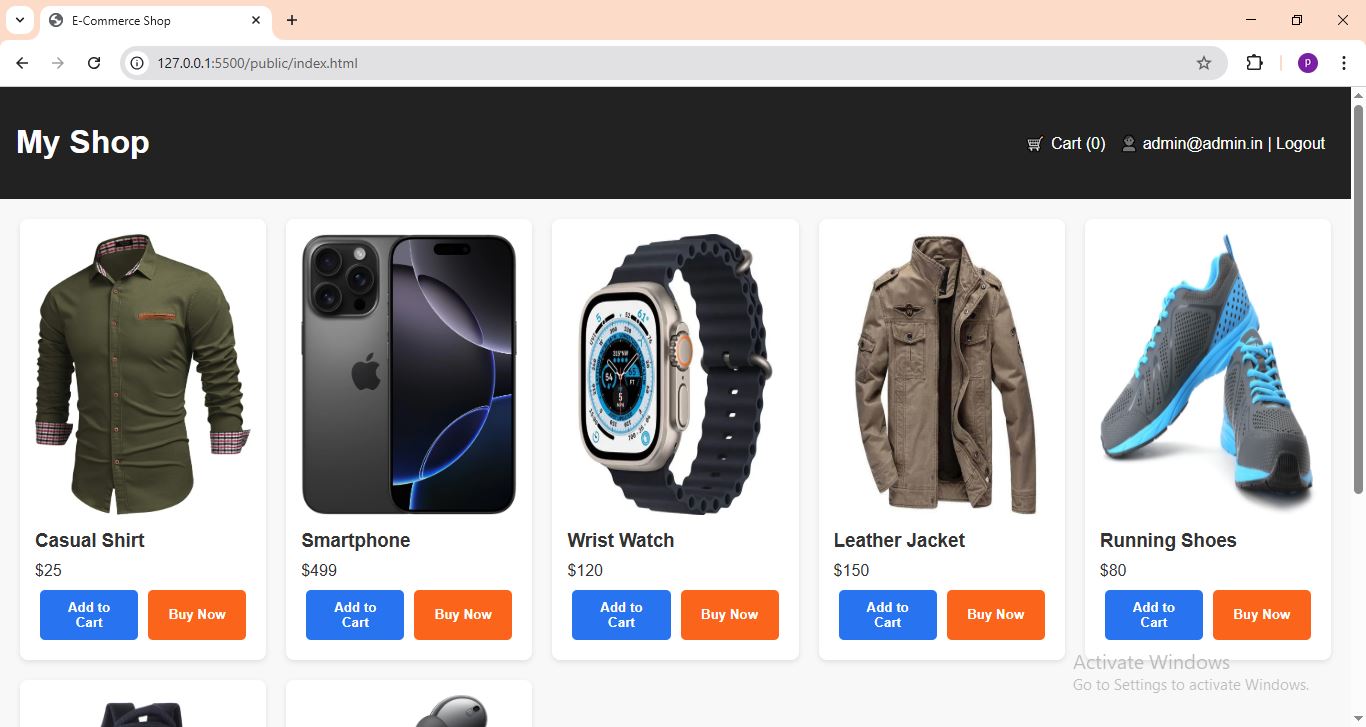 E-Commerce Shop
127.0.0.1:5500/public/index.html
P
My Shop
Cart (0) admin@admin.in | Logout
Casual Shirt
$25
Add to
Cart
Buy Now
Smartphone
$499
Add to
Cart
Buy Now
Wrist Watch
$120
Add to
Cart
Buy Now
Leather Jacket
$150
Add to
Cart
Buy Now
Running Shoes
$80
Add to
Cart
Buy Now
Activate Windows
Go to Settings to activate Windows.